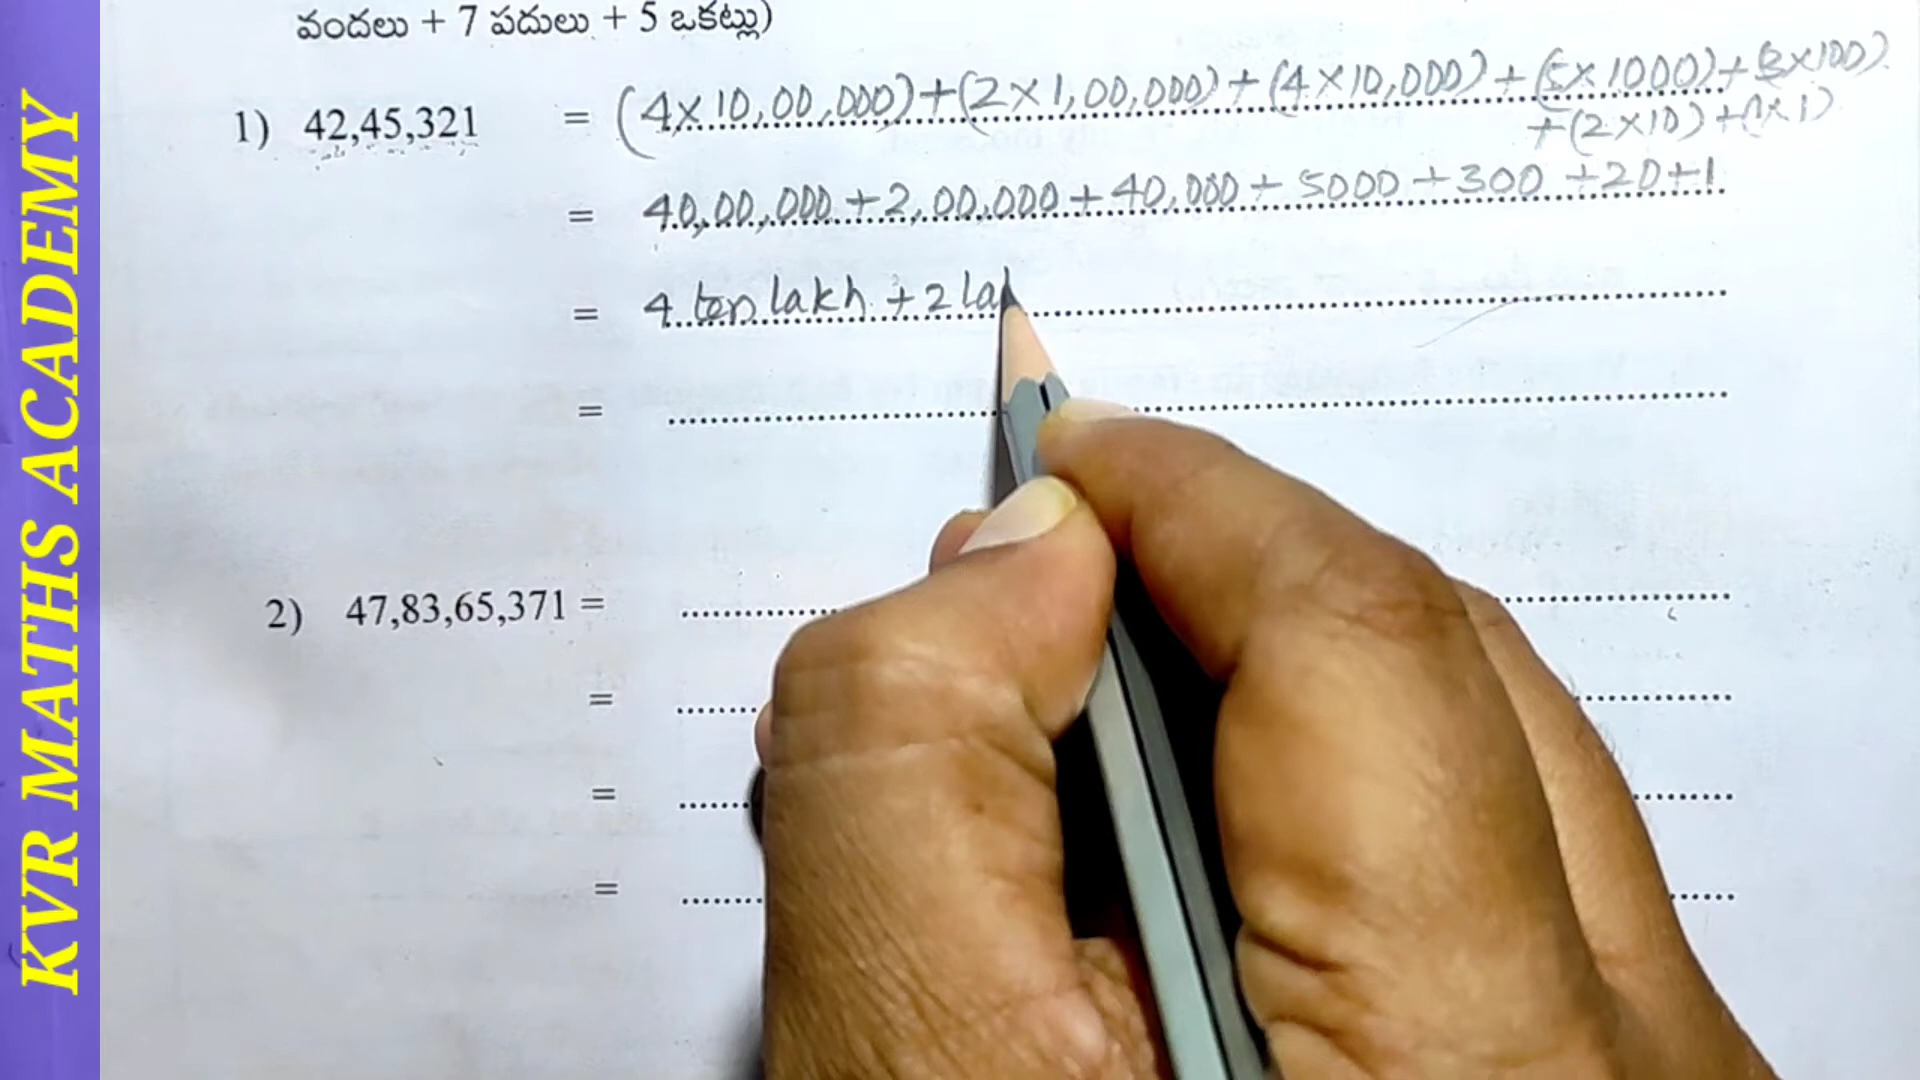 KVR MATHS ACADEMY
వందలు + 7 పదులు + 5 ఒకట్లు)
1) 42,45,321 = (4×10,00,000)+(2×1,00,000)+(4×10,000)+(5×1000)+(3×100)
+(2×10)+(1×1)
= 40,00,000+2,00,000+40,000+5000+300+20+1
= 4 ten lakh + 2 lak
=
2) 47,83,65,371 =
=
=
=